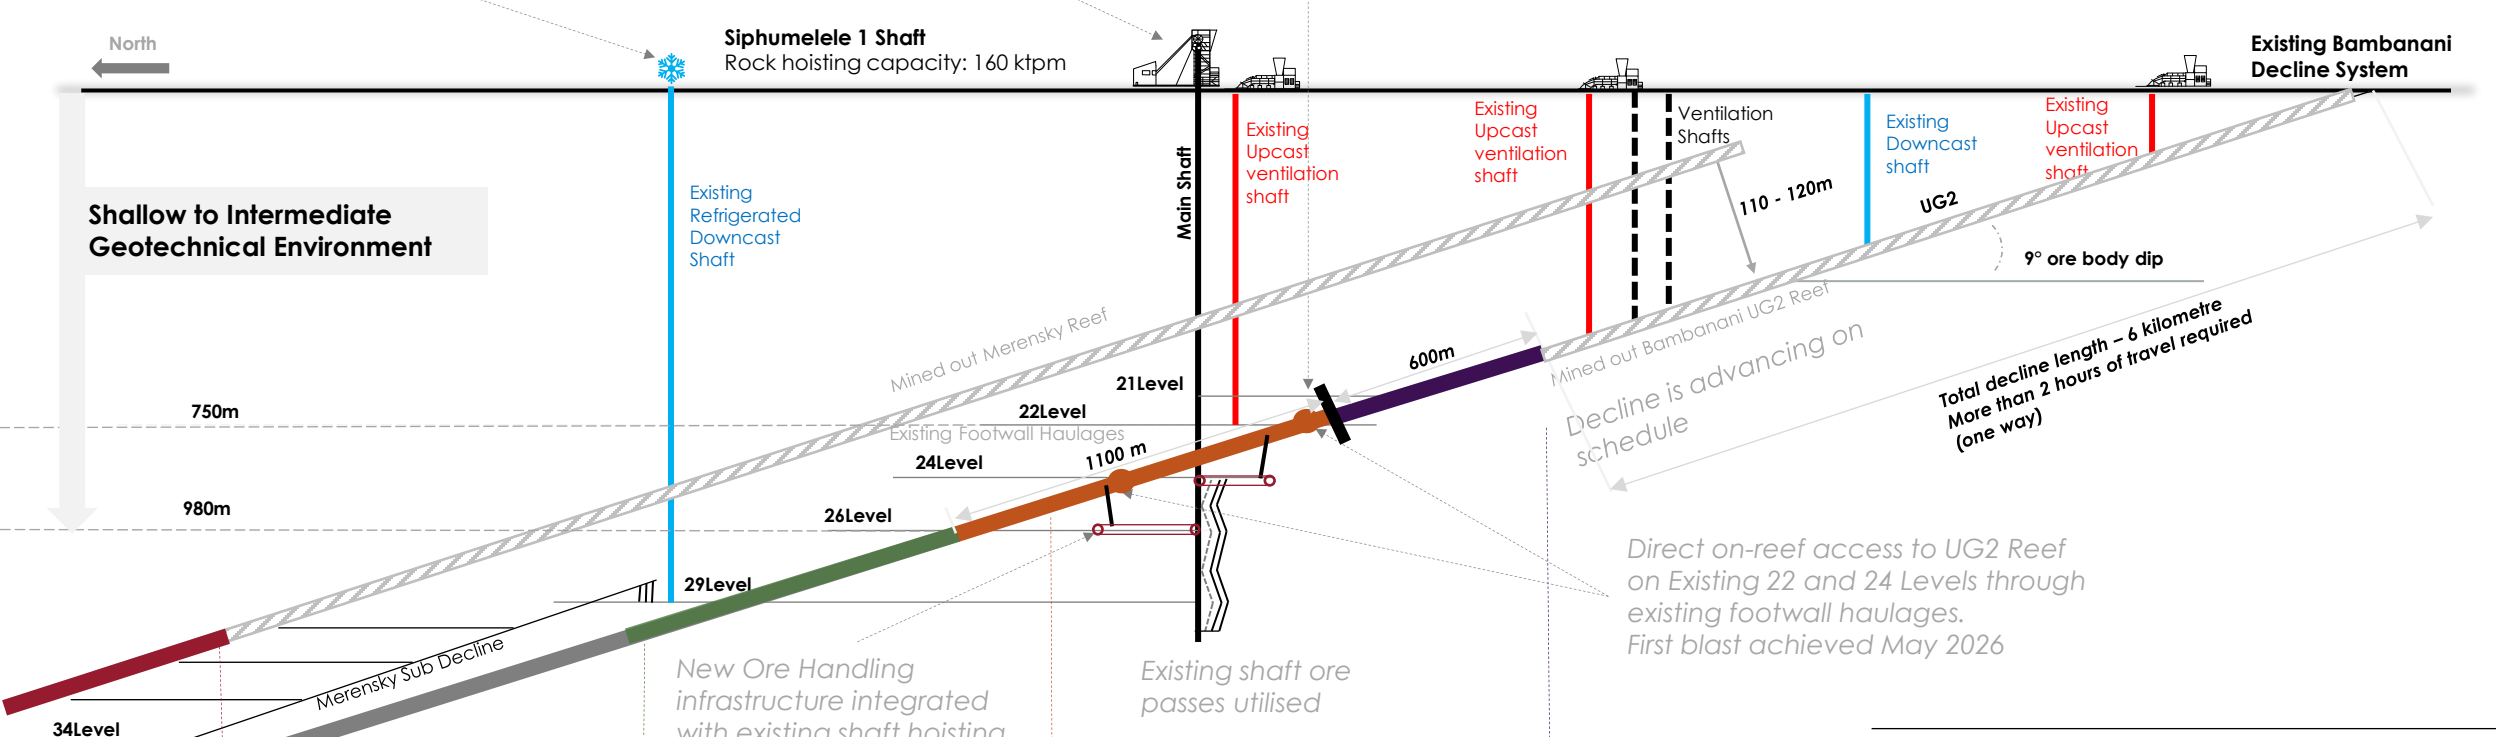 North
Siphumelele 1 Shaft
Rock hoisting capacity: 160 ktpm
Existing Bambanani
Decline System
Shallow to Intermediate
Geotechnical Environment
Existing
Refrigerated
Downcast
Shaft
Main Shaft
Existing
Upcast
ventilation
shaft
Existing
Upcast
ventilation
shaft
Ventilation
Shafts
Existing
Downcast
shaft
Existing
Upcast
ventilation
shaft
110 - 120m
UG2
9° ore body dip
Mined out Merensky Reef
Mined out Bambanani UG2 Reef
Total decline length – 6 kilometre
More than 2 hours of travel required
(one way)
600m
Decline is advancing on
schedule
21Level
750m
22Level
Existing Footwall Haulages
1100 m
24Level
980m
26Level
29Level
Direct on-reef access to UG2 Reef
on Existing 22 and 24 Levels through
existing footwall haulages.
First blast achieved May 2026
Merensky Sub Decline
New Ore Handling
infrastructure integrated
with existing shaft hoisting
Existing shaft ore
passes utilised
34Level